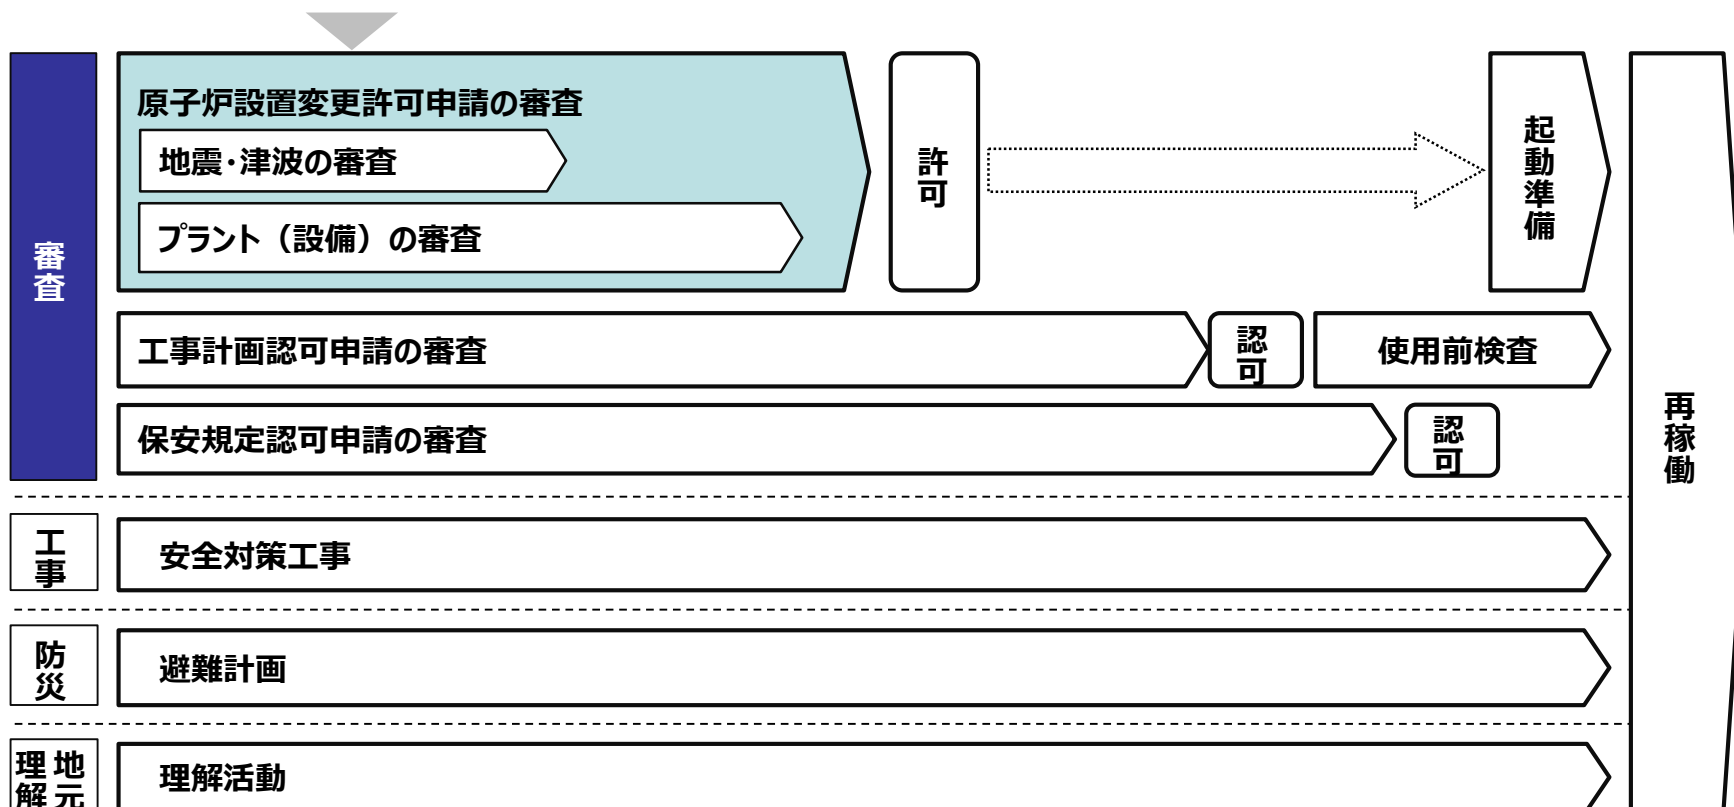 審査
原子炉設置変更許可申請の審査
地震・津波の審査
プラント（設備）の審査
許可
起動準備
工事計画認可申請の審査
認可
使用前検査
保安規定認可申請の審査
認可
再稼働
工事
安全対策工事
防災
避難計画
地元
理解
理解活動